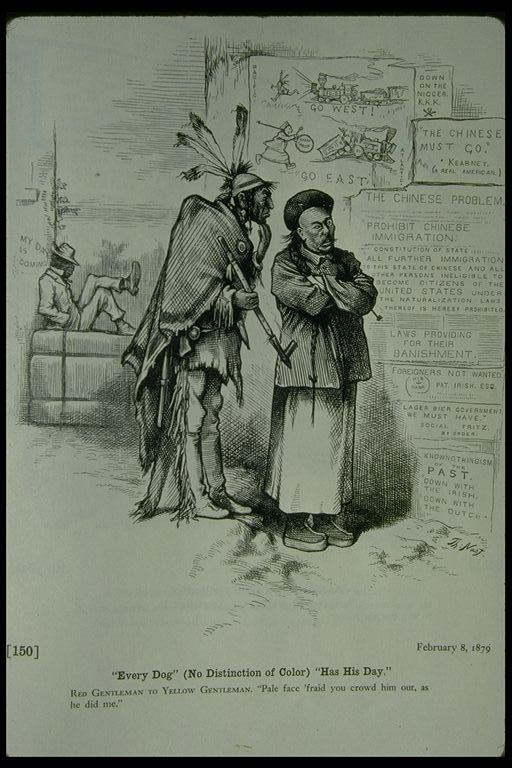 PACIFIC
GO WEST!
DOWN
ON THE
NIGGER.
K.K.K.
"THE CHINESE
MUST GO."
KEARNEY.
(A REAL AMERICAN.)
GO EAST
ATLANTIC
THE CHINESE PROBLEM.
PROHIBIT CHINESE
IMMIGRATION.
CONSTITUTION OF STATE
ALL FURTHER IMMIGRATION
TO THIS STATE OF CHINESE AND ALL
OTHER PERSONS INELIGIBLE TO
BECOME CITIZENS OF THE
UNITED STATES UNDER
THE NATURALIZATION LAWS
THEREOF IS HEREBY PROHIBITED.
LAWS PROVIDING
FOR THEIR
BANISHMENT.
FOREIGNERS NOT WANTED
PAT. IRISH, ESQ.
LAGER BIER GOVERNMENT
WE MUST HAVE."
SOCIAL FRITZ.
BY ORDER.
KNOWNOTHINGISM
OF THE
PAST.
DOWN WITH
THE IRISH.
DOWN WITH
THE DUTCH.
MY DAY
IS
COMING
Th. Nast.
[150]
February 8, 1879
"Every Dog" (No Distinction of Color) "Has His Day."
Red Gentleman to Yellow Gentleman. "Pale face 'fraid you crowd him out, as
he did me."